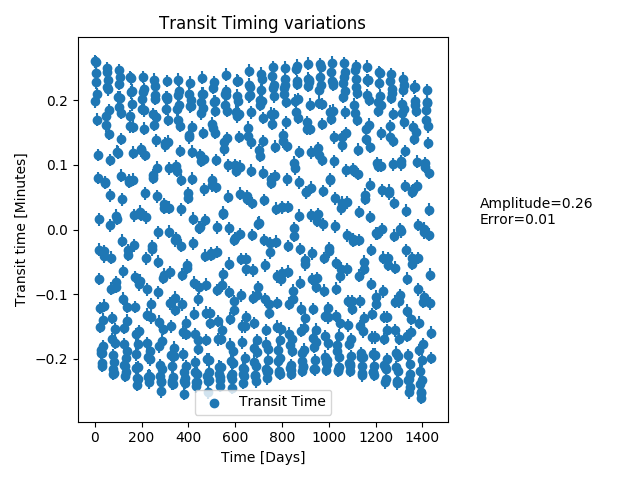 Transit Timing variations
Transit time [Minutes]
0.2
0.1
0.0
−0.1
−0.2
Amplitude=0.26
Error=0.01
Transit Time
0 200 400 600 800 1000 1200 1400
Time [Days]